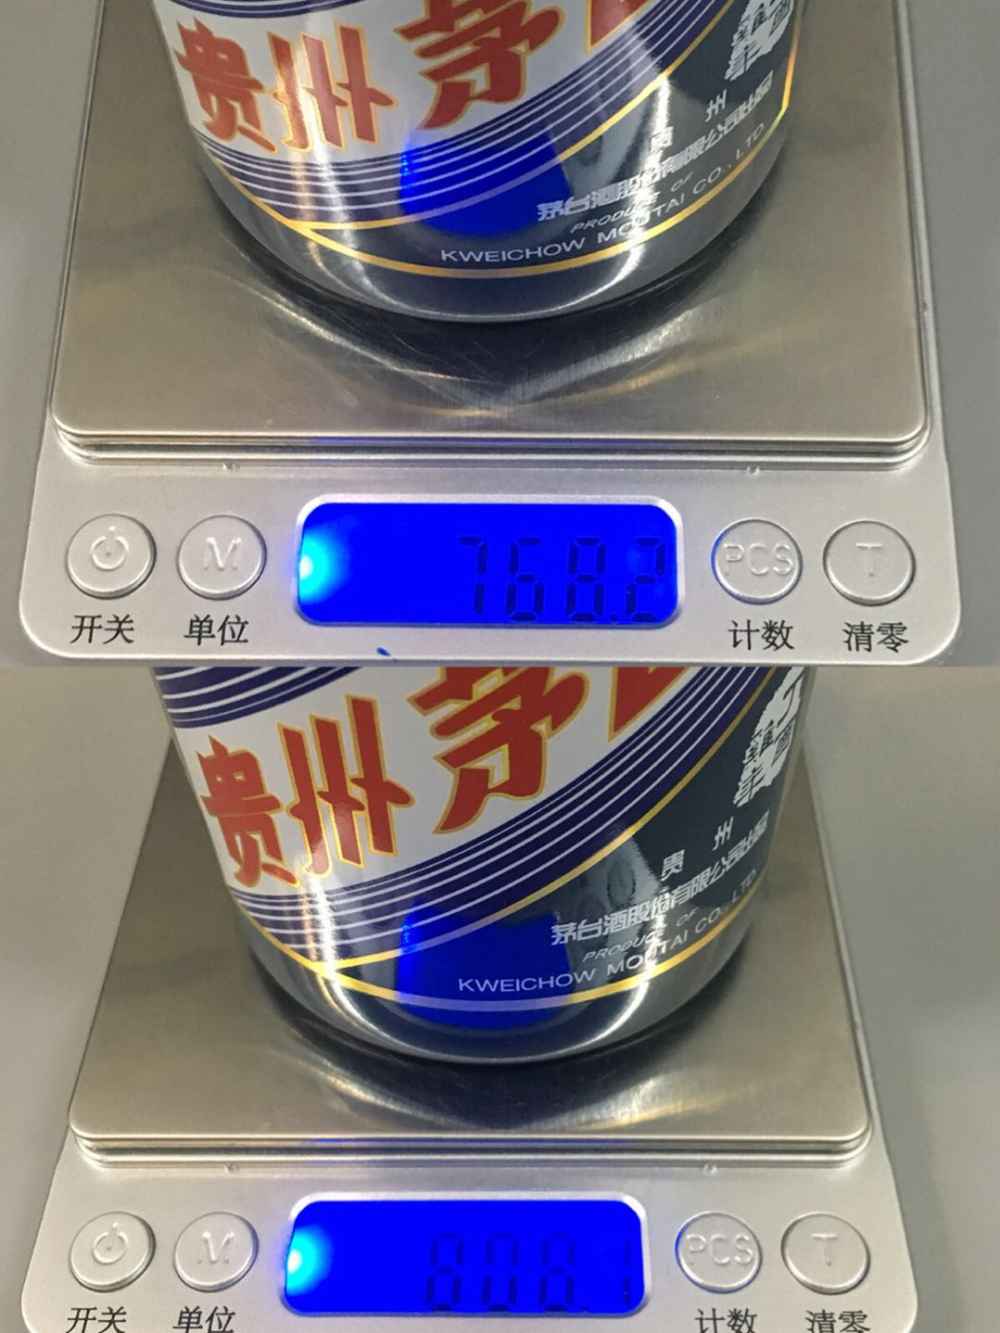 贵州茅
贵州
茅台酒股份有限公司出品
PRODUCE OF
KWEICHOW MOUTAI CO., LTD
768.2
PCS
T
M
开关
单位
计数
清零
贵州茅
贵州
茅台酒股份有限公司出品
PRODUCE OF
KWEICHOW MOUTAI CO., LTD
M
PCS
T
开关
单位
计数
清零